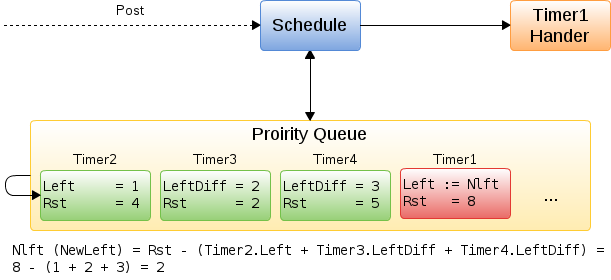 Post
Schedule
Timer1
Hander
Prority Queue
Timer2
Timer3
Timer4
Timer1
Left = 1
Rst = 4
LeftDiff = 2
Rst = 2
LeftDiff = 3
Rst = 5
Left := Nlft
Rst = 8
...
Nlft (NewLeft) = Rst - (Timer2.Left + Timer3.LeftDiff + Timer4.LeftDiff) =
8 - (1 + 2 + 3) = 2